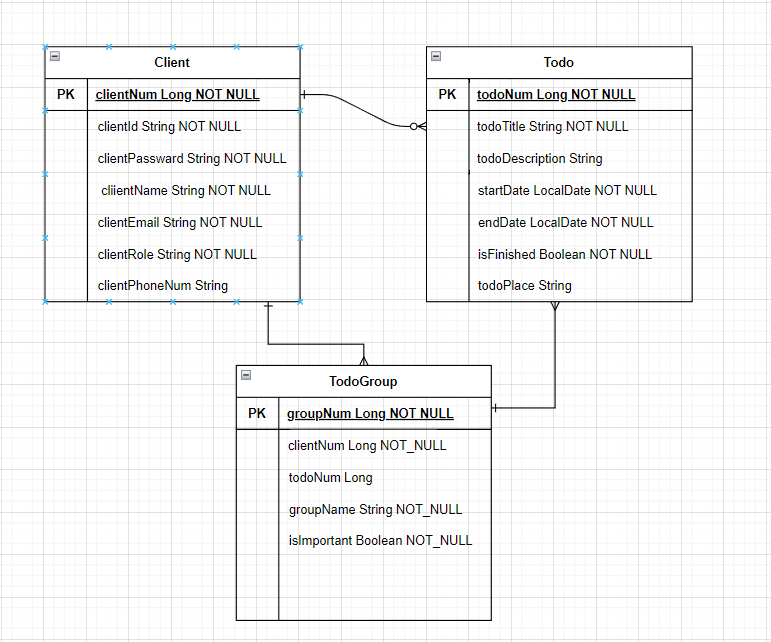 Client
PK clientNum Long NOT NULL
clientId String NOT NULL
clientPassward String NOT NULL
cliientName String NOT NULL
clientEmail String NOT NULL
clientRole String NOT NULL
clientPhoneNum String
Todo
PK todoNum Long NOT NULL
todoTitle String NOT NULL
todoDescription String
startDate LocalDate NOT NULL
endDate LocalDate NOT NULL
isFinished Boolean NOT NULL
todoPlace String
TodoGroup
PK groupNum Long NOT NULL
clientNum Long NOT_NULL
todoNum Long
groupName String NOT_NULL
isImportant Boolean NOT_NULL